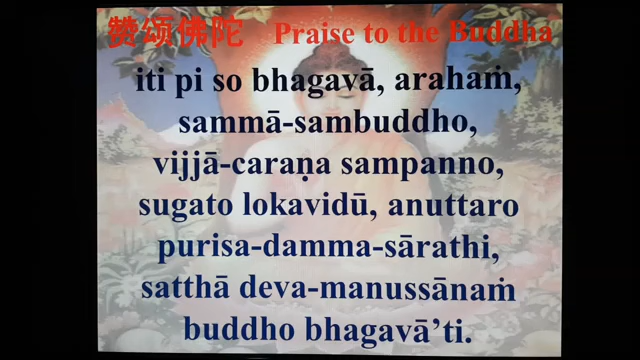 赞颂佛陀 Praise to the Buddha
iti pi so bhagavā, arahaṁ,
sammā-sambuddho,
vijjā-caraṇa sampanno,
sugato lokavidū, anuttaro
purisa-damma-sārathi,
satthā deva-manussānaṁ
buddho bhagavā’ti.